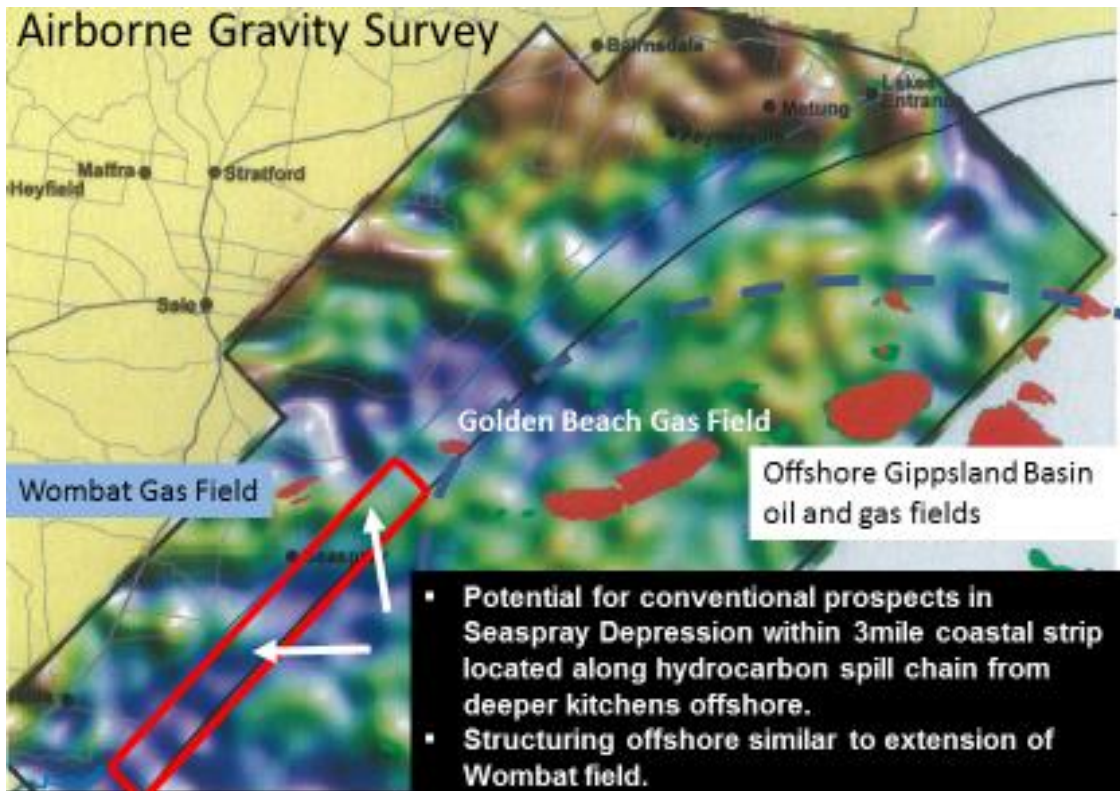 Airborne Gravity Survey
Bairnsdale
Lakes
Entrance
Metung
Maffra
Stratford
Heyfield
Sale
Golden Beach Gas Field
Wombat Gas Field
Offshore Gippsland Basin
oil and gas fields
▪ Potential for conventional prospects in
Seaspray Depression within 3mile coastal strip
located along hydrocarbon spill chain from
deeper kitchens offshore.
▪ Structuring offshore similar to extension of
Wombat field.